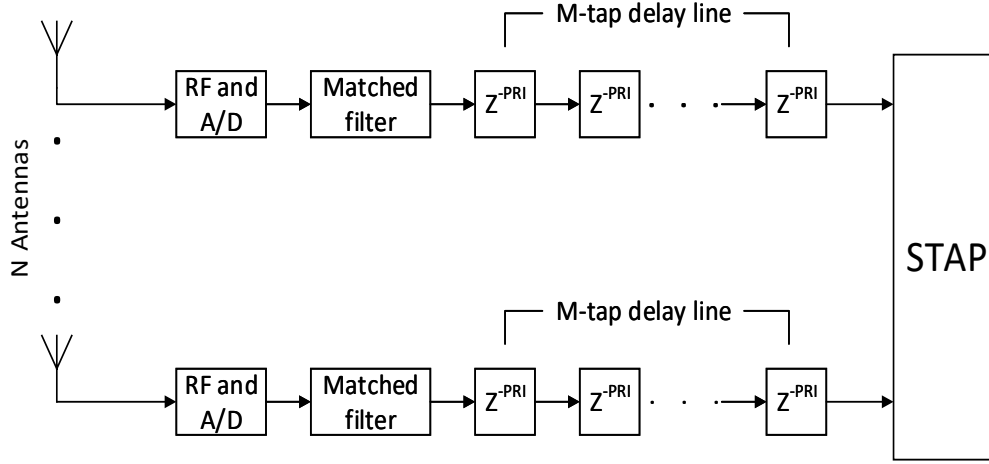 M-tap delay line
RF and
A/D
Matched
filter
Z-PRI
Z-PRI
Z-PRI
N Antennas
STAP
M-tap delay line
RF and
A/D
Matched
filter
Z-PRI
Z-PRI
Z-PRI